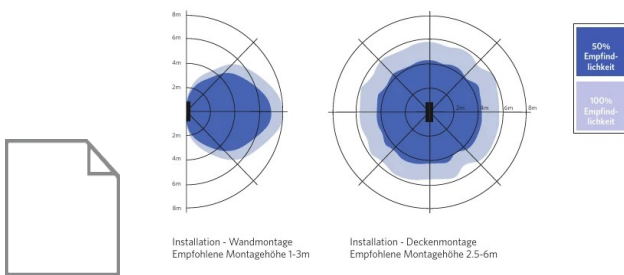 8m
6m
4m
2m
2m
4m
6m
8m
2m 4m 6m 8m
50%
Empfind-
lichkeit
100%
Empfind-
lichkeit
Installation - Wandmontage
Empfohlene Montagehöhe 1-3m
Installation - Deckenmontage
Empfohlene Montagehöhe 2.5-6m